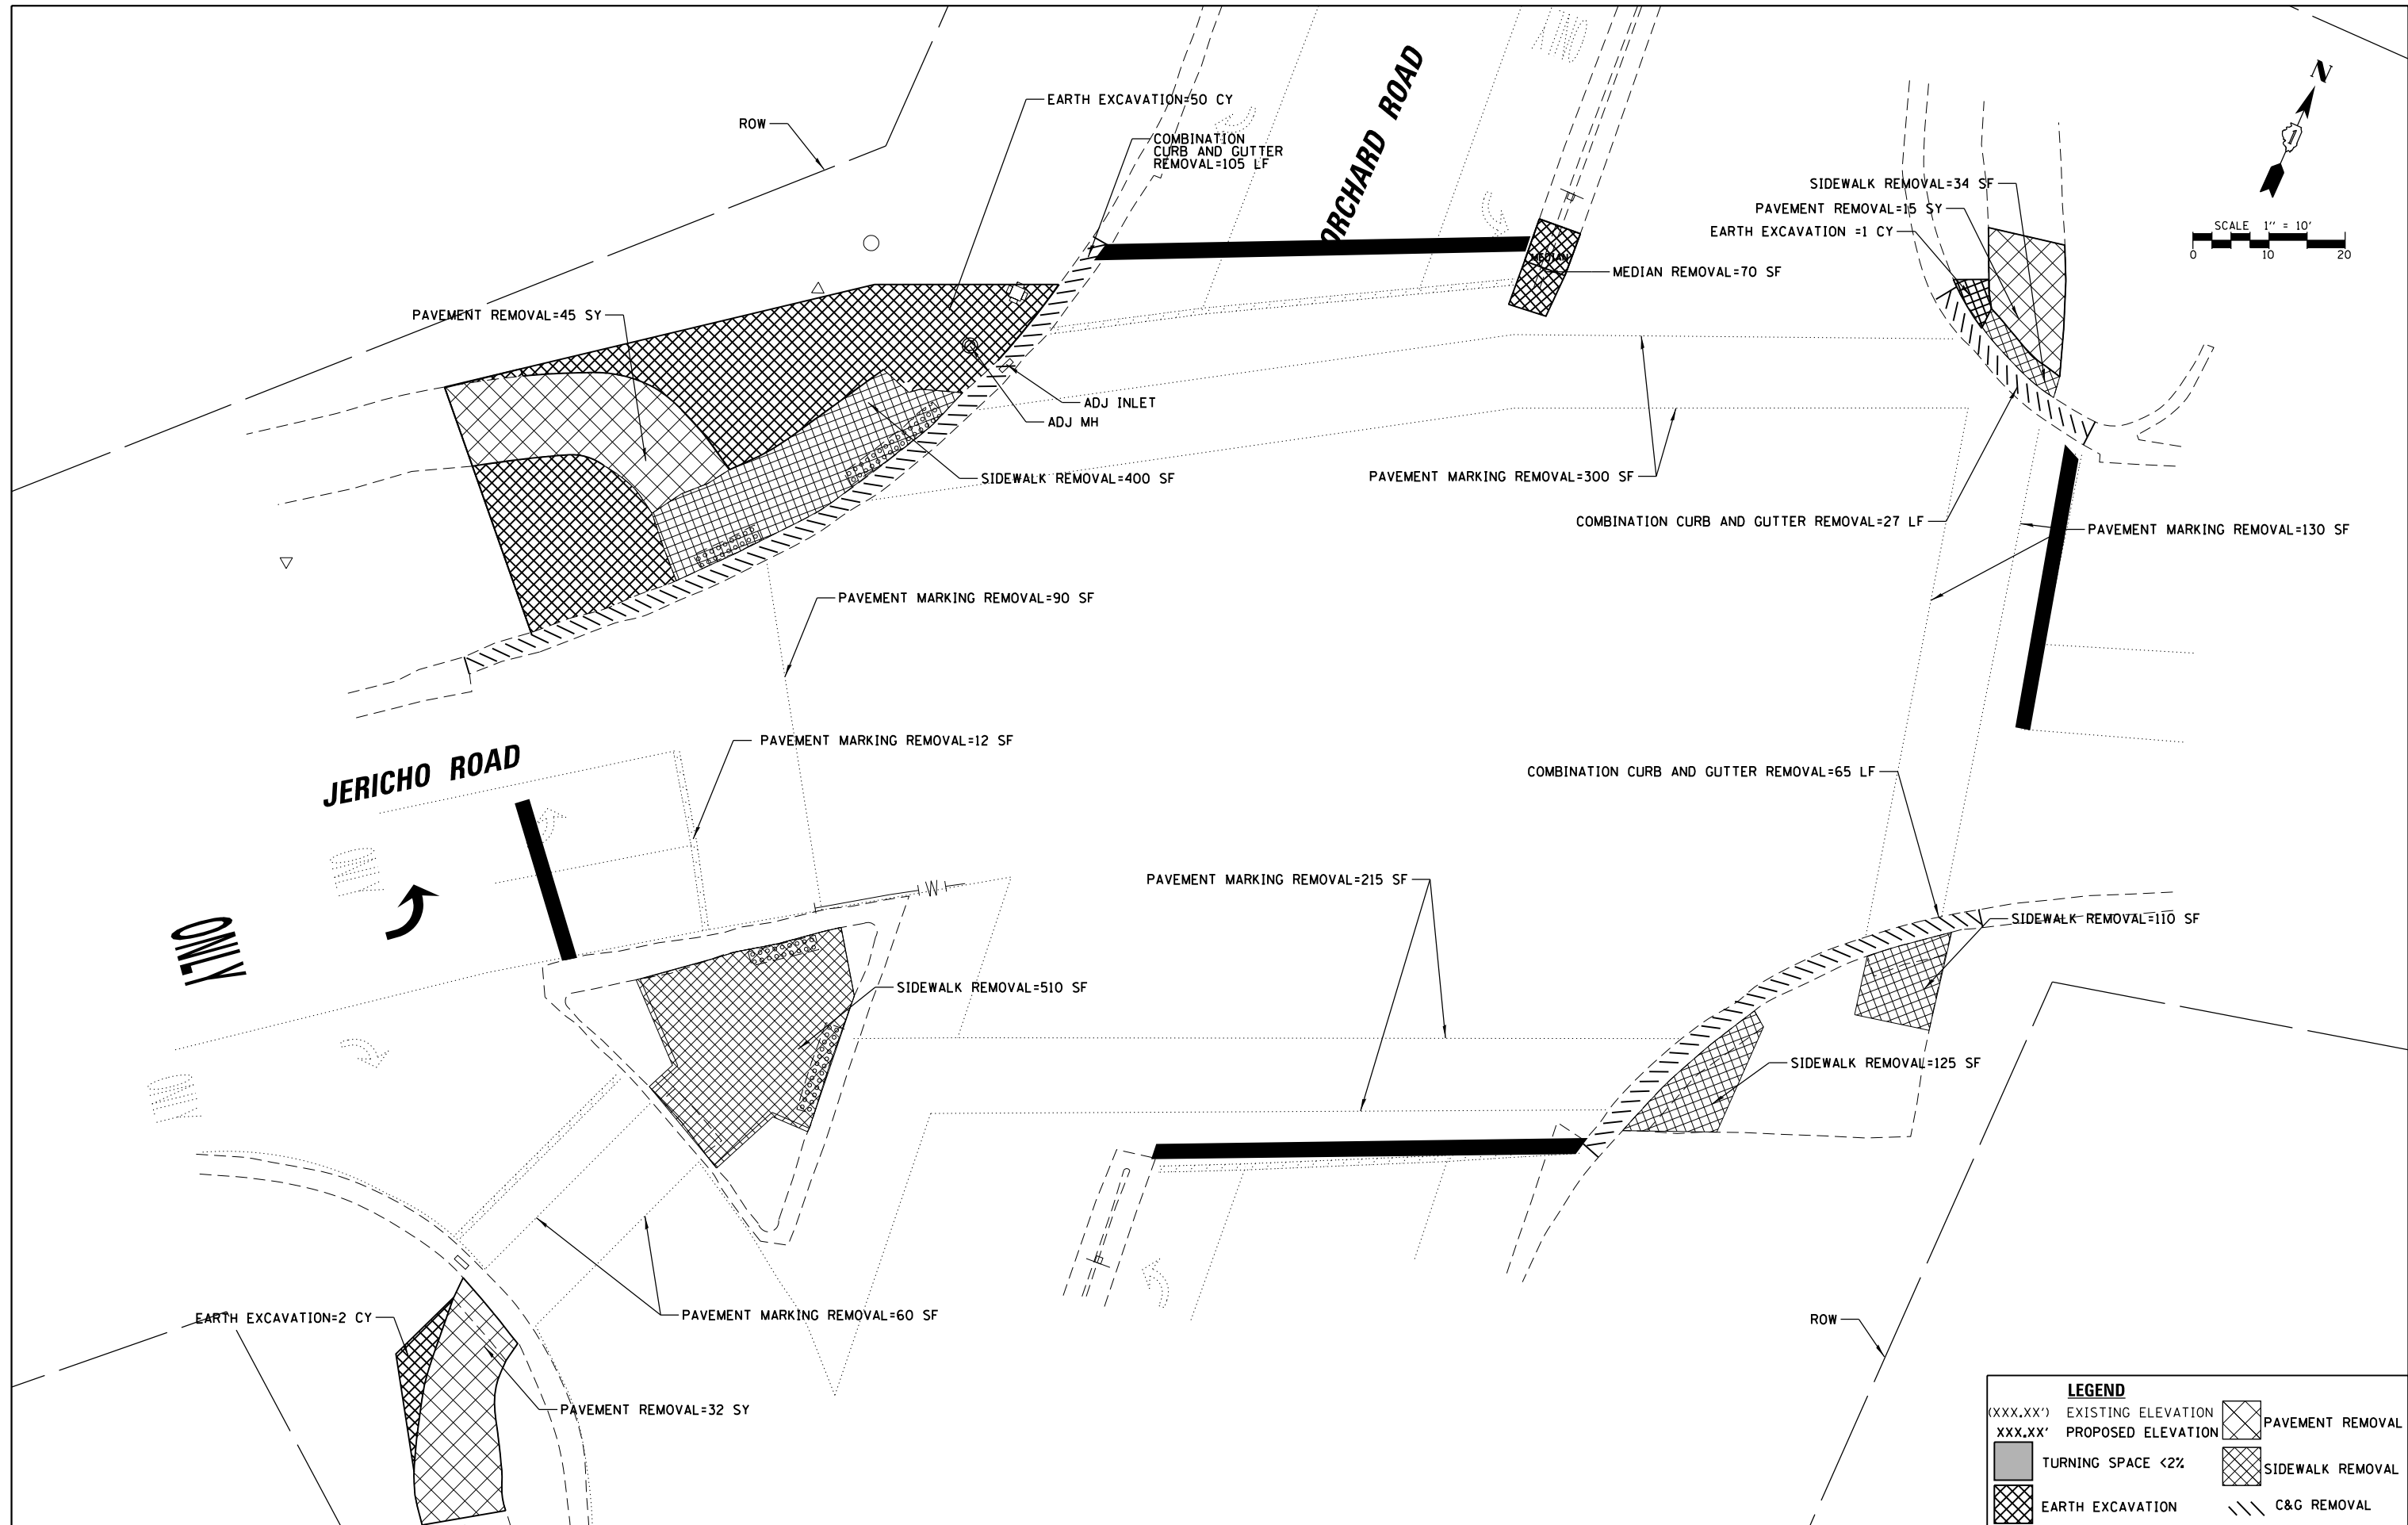 ONLY
ORCHARD ROAD
N
1
EARTH EXCAVATION=50 CY
ROW
COMBINATION
CURB AND GUTTER
REMOVAL=105 LF
SIDEWALK REMOVAL=34 SF
PAVEMENT REMOVAL=15 SY
EARTH EXCAVATION =1 CY
SCALE 1'' = 10'
0 10 20
MEDIAN
MEDIAN REMOVAL=70 SF
PAVEMENT REMOVAL=45 SY
ADJ INLET
ADJ MH
SIDEWALK REMOVAL=400 SF
PAVEMENT MARKING REMOVAL=300 SF
COMBINATION CURB AND GUTTER REMOVAL=27 LF
PAVEMENT MARKING REMOVAL=130 SF
PAVEMENT MARKING REMOVAL=90 SF
PAVEMENT MARKING REMOVAL=12 SF
JERICHO ROAD
COMBINATION CURB AND GUTTER REMOVAL=65 LF
ONLY
PAVEMENT MARKING REMOVAL=215 SF
W
ONLY
SIDEWALK REMOVAL=110 SF
SIDEWALK REMOVAL=510 SF
SIDEWALK REMOVAL=125 SF
ONLY
EARTH EXCAVATION=2 CY
PAVEMENT MARKING REMOVAL=60 SF
ROW
PAVEMENT REMOVAL=32 SY
LEGEND
(XXX.XX') EXISTING ELEVATION
XXX.XX' PROPOSED ELEVATION
PAVEMENT REMOVAL
TURNING SPACE <2%
SIDEWALK REMOVAL
EARTH EXCAVATION
C&G REMOVAL